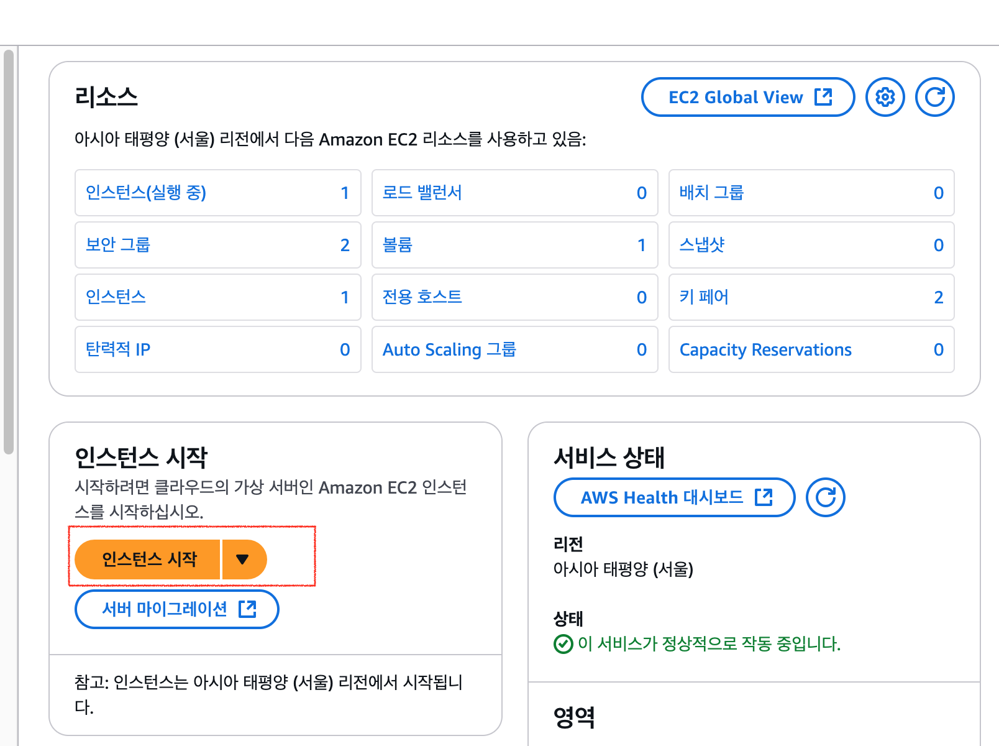 리소스
EC2 Global View
아시아 태평양 (서울) 리전에서 다음 Amazon EC2 리소스를 사용하고 있음:
인스턴스(실행 중) 1
로드 밸런서 0
배치 그룹 0
보안 그룹 2
볼륨 1
스냅샷 0
인스턴스 1
전용 호스트 0
키 페어 2
탄력적 IP 0
Auto Scaling 그룹 0
Capacity Reservations 0
인스턴스 시작
시작하려면 클라우드의 가상 서버인 Amazon EC2 인스턴
스를 시작하십시오.
인스턴스 시작
서버 마이그레이션
참고: 인스턴스는 아시아 태평양 (서울) 리전에서 시작됩니
다.
서비스 상태
AWS Health 대시보드
리전
아시아 태평양 (서울)
상태
이 서비스가 정상적으로 작동 중입니다.
영역